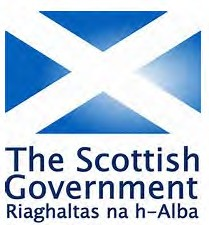 The Scottish
Government
Riaghaltas na h-Alba